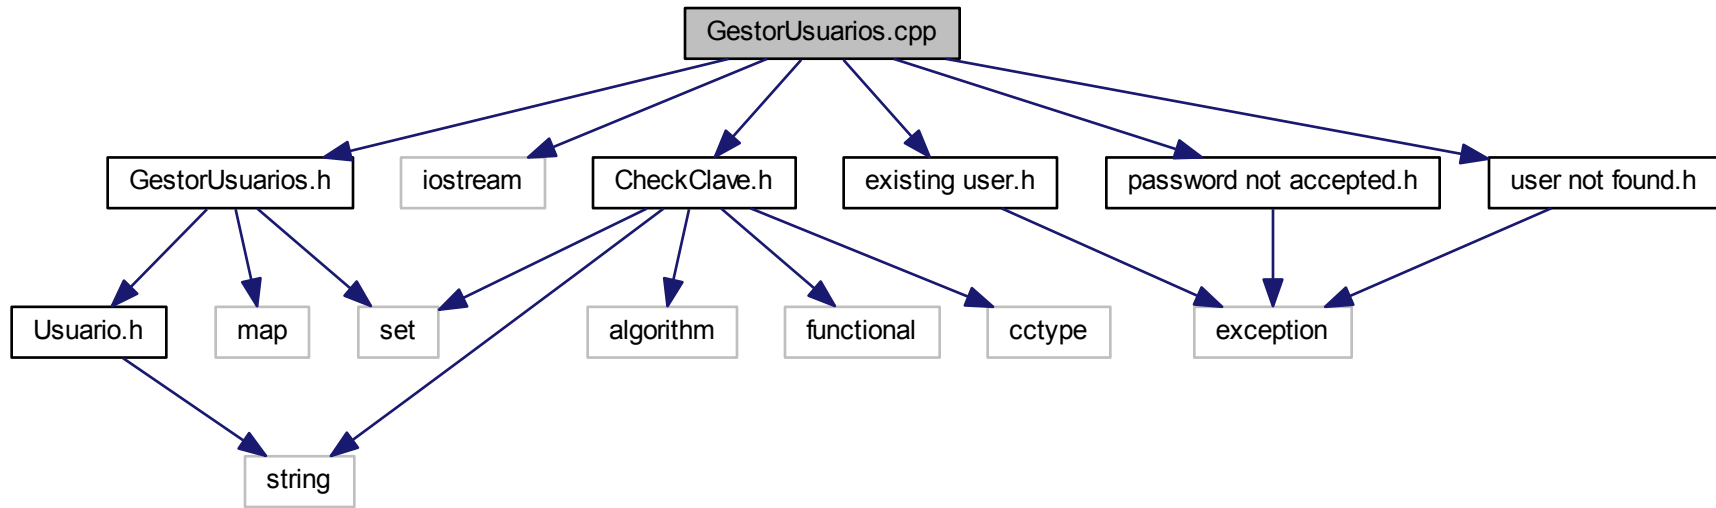 GestorUsuarios.cpp
GestorUsuarios.h
iostream
CheckClave.h
existing user.h
password not accepted.h
user not found.h
Usuario.h
map
set
algorithm
functional
cctype
exception
string